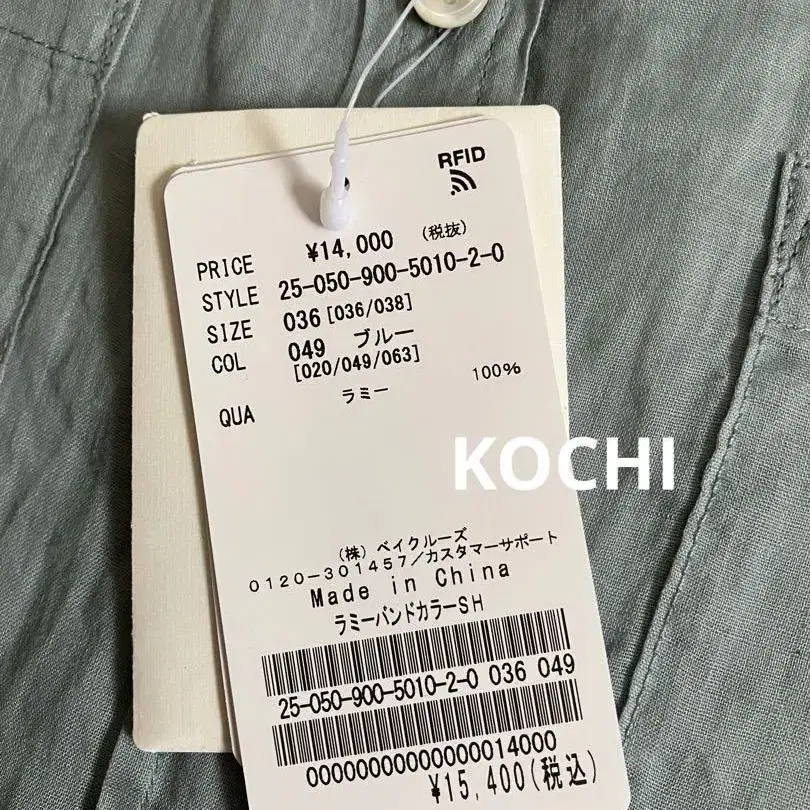 RFID
PRICE ¥14,000 (税抜)
STYLE 25-050-900-5010-2-0
SIZE 036 [036/038]
COL 049 ブルー
[020/049/063]
QUA ラミー 100%
KOCHI
(株) ベイクルーズ
0120-301457/カスタマーサポート
Made in China
ラミーバンドカラーSH
25-050-900-5010-2-0 036 049
00000000000000014000
¥15,400(税込)